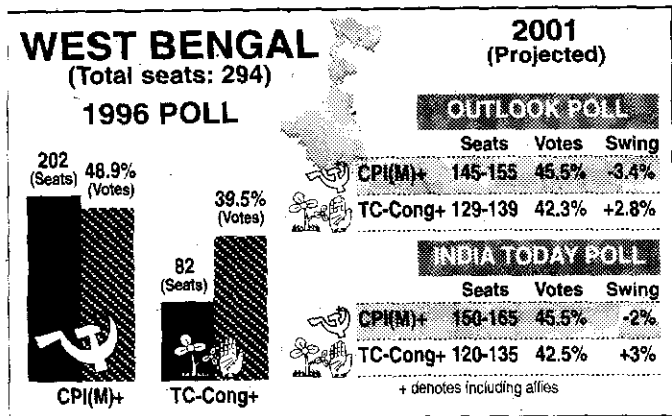 WEST BENGAL
(Total seats: 294)
1996 POLL
202
(Seats)
48.9%
(Votes)
82
(Seats)
39.5%
(Votes)
CPI(M)+
TC-Cong+
2001
(Projected)
OUTLOOK POLL
Seats Votes Swing
CPI(M)+ 145-155 45.5% -3.4%
TC-Cong+ 129-139 42.3% +2.8%
INDIA TODAY POLL
Seats Votes Swing
CPI(M)+ 150-165 45.5% -2%
TC-Cong+ 120-135 42.5% +3%
+ denotes including allies